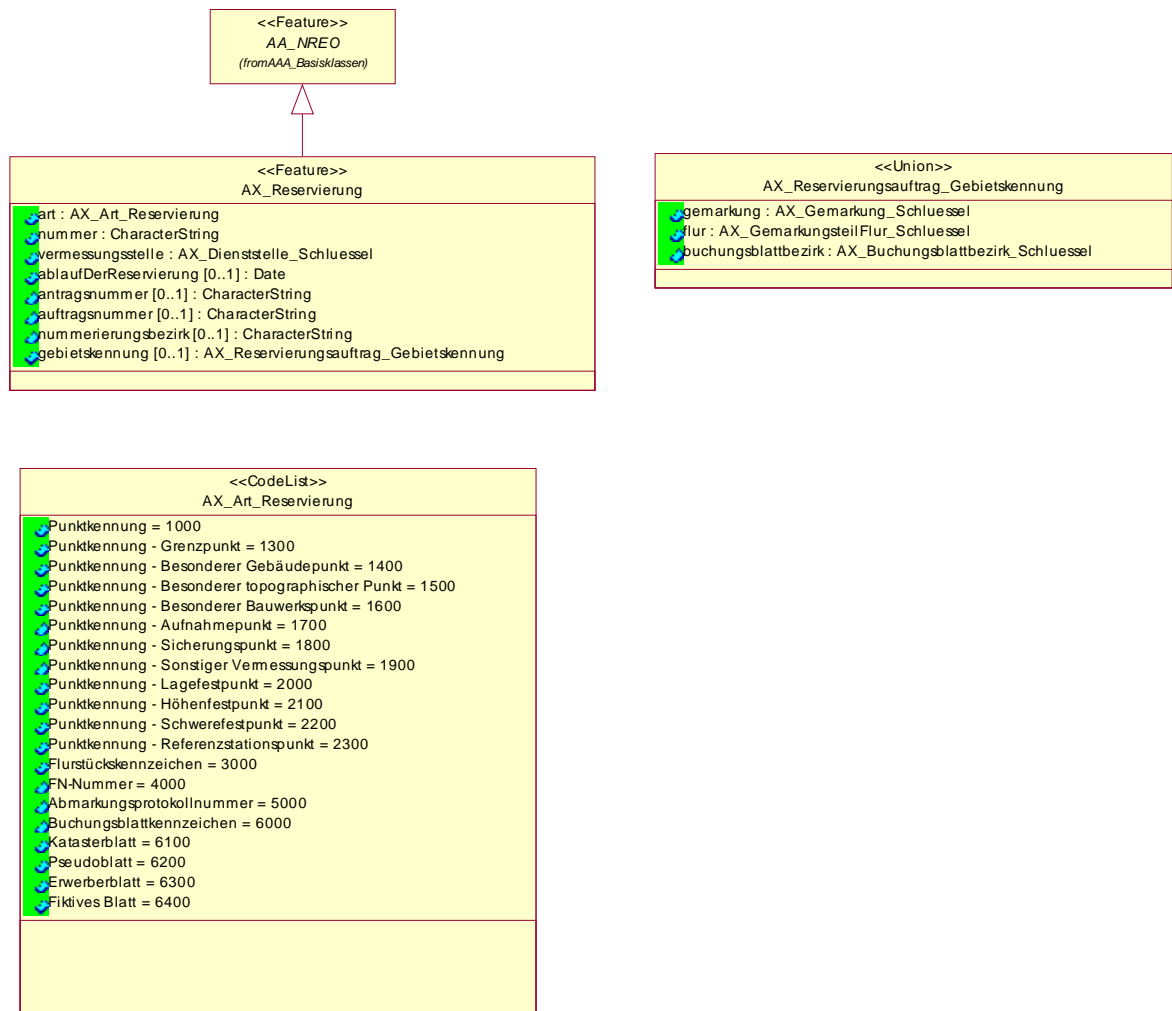 <<Feature>>
AA_NREO
(fromAAA_Basisklassen)
<<Feature>>
AX_Reservierung
art : AX_Art_Reservierung
nummer : CharacterString
vermessungsstelle : AX_Dienststelle_Schluessel
ablaufDerReservierung [0..1] : Date
antragsnummer [0..1] : CharacterString
auftragsnummer [0..1] : CharacterString
nummerierungsbezirk [0..1] : CharacterString
gebietskennung [0..1] : AX_Reservierungsauftrag_Gebietskennung
<<Union>>
AX_Reservierungsauftrag_Gebietskennung
gemarkung : AX_Gemarkung_Schluessel
flur : AX_GemarkungsteilFlur_Schluessel
buchungsblattbezirk : AX_Buchungsblattbezirk_Schluessel
<<CodeList>>
AX_Art_Reservierung
Punktkennung = 1000
Punktkennung - Grenzpunkt = 1300
Punktkennung - Besonderer Gebäudepunkt = 1400
Punktkennung - Besonderer topographischer Punkt = 1500
Punktkennung - Besonderer Bauwerkspunkt = 1600
Punktkennung - Aufnahmepunkt = 1700
Punktkennung - Sicherungspunkt = 1800
Punktkennung - Sonstiger Vermessungspunkt = 1900
Punktkennung - Lagefestpunkt = 2000
Punktkennung - Höhenfestpunkt = 2100
Punktkennung - Schwerefestpunkt = 2200
Punktkennung - Referenzstationspunkt = 2300
Flurstückskennzeichen = 3000
FN-Nummer = 4000
Abmarkungsprotokollnummer = 5000
Buchungsblattkennzeichen = 6000
Katasterblatt = 6100
Pseudoblatt = 6200
Erwerberblatt = 6300
Fiktives Blatt = 6400